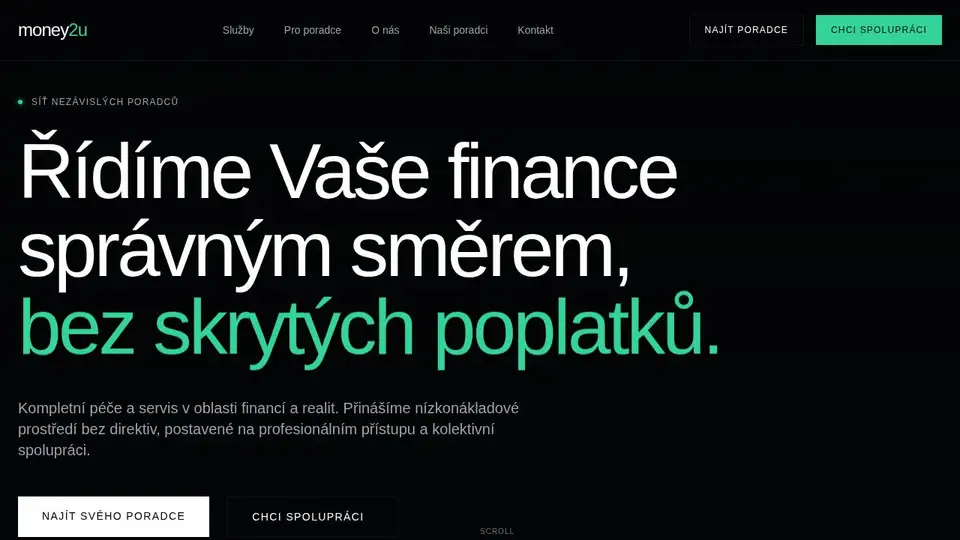 money2u
Služby
Pro poradce
O nás
Naši poradci
Kontakt
NAJÍT PORADCE
CHCI SPOLUPRÁCI
SÍŤ NEZÁVISLÝCH PORADCŮ
Řídíme Vaše finance
správným směrem,
bez skrytých poplatků.
Kompletní péče a servis v oblasti financí a realit. Přinášíme nízkonákladové
prostředí bez direktiv, postavené na profesionálním přístupu a kolektivní
spolupráci.
NAJÍT SVÉHO PORADCE
CHCI SPOLUPRÁCI
SCROLL